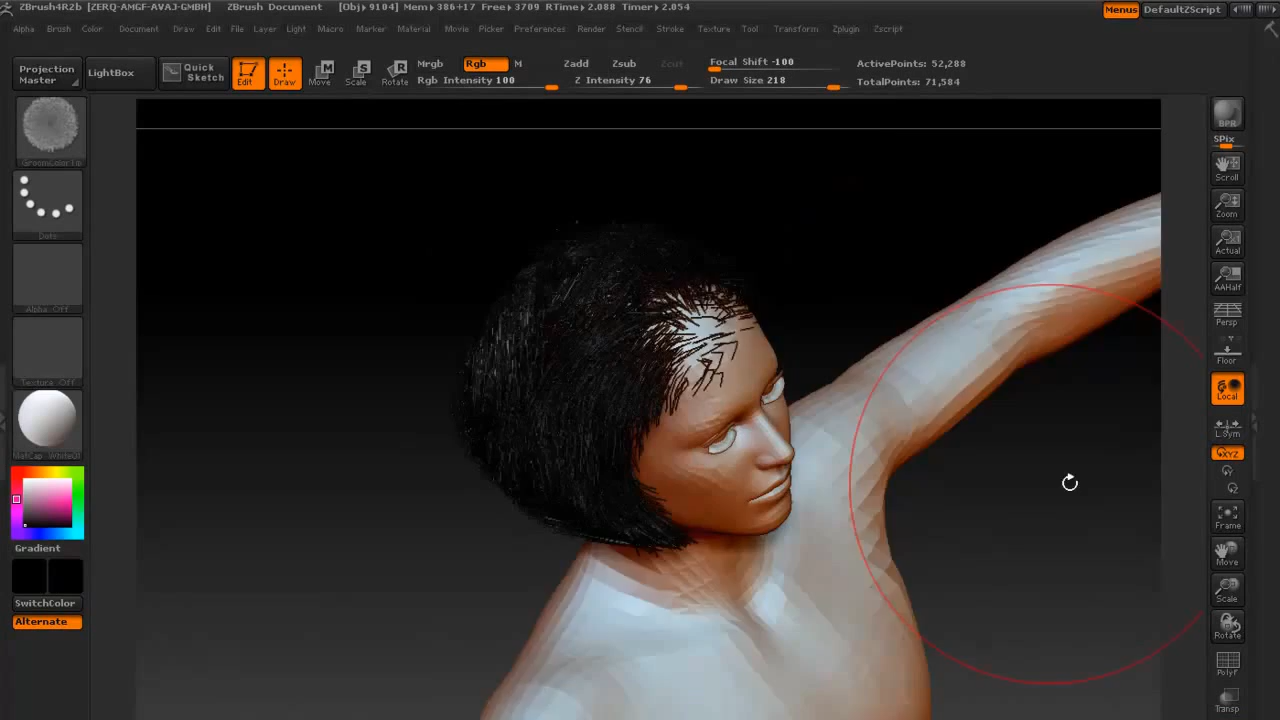 ZBrush4R2b [ZERQ-AMGF-AVAJ-GMBH] ZBrush Document [Obj▸9104] Mem▸386+17 Free▸3709 RTime▸2.088 Timer▸2.054 Menus DefaultZScript
Alpha Brush Color Document Draw Edit File Layer Light Macro Marker Material Movie Picker Preferences Render Stencil Stroke Texture Tool Transform Zplugin Zscript
Projection Master
LightBox
Quick Sketch
Edit
Draw
Move
Scale
Rotate
Mrgb Rgb M
Rgb Intensity 100
Zadd Zsub Zcut
Z Intensity 76
Focal Shift -100
Draw Size 218
ActivePoints: 52,288
TotalPoints: 71,584
GroomColorTip
Dots
Alpha Off
Texture Off
MatCap White01
Gradient
SwitchColor
Alternate
BPR
SPix
Scroll
Zoom
Actual
AAHalf
Persp
Floor
Local
L.Sym
XYZ
Y
Z
Frame
Move
Scale
Rotate
PolyF
Transp